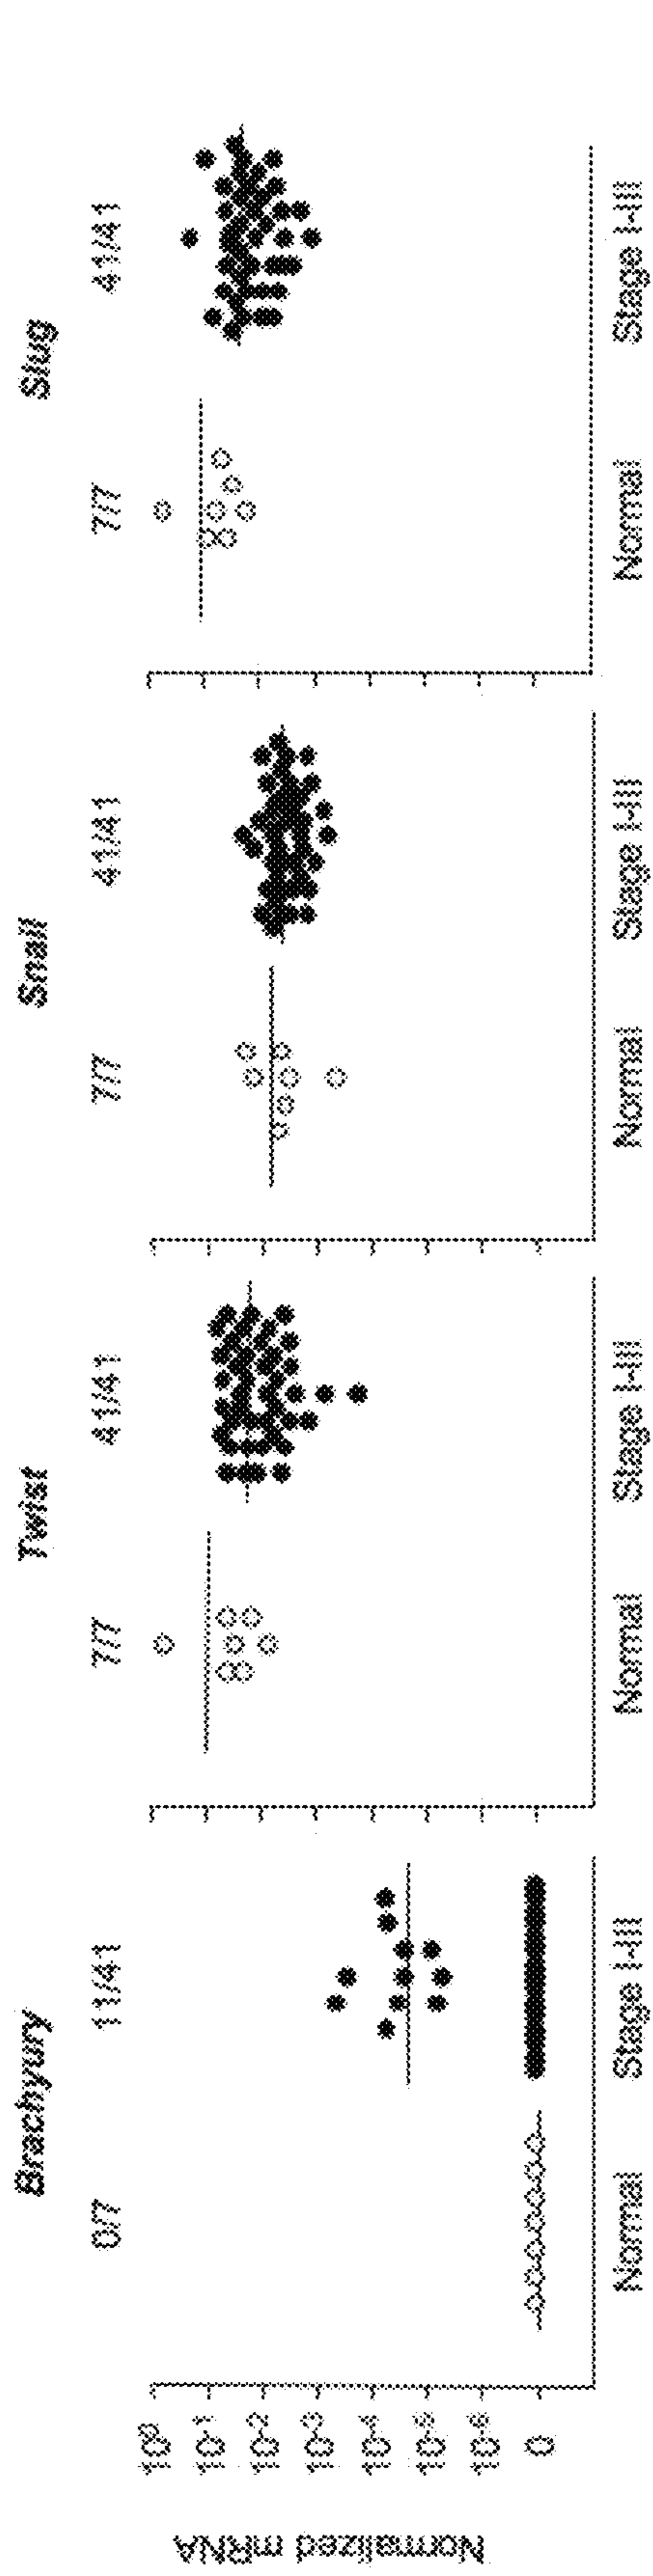 Brachyury
Twist
Snail
Slug
0/7
11/41
7/7
41/41
7/7
41/41
7/7
41/41
Normalized mRNA
10⁰
10⁻¹
10⁻²
10⁻³
10⁻⁴
10⁻⁵
10⁻⁶
0
Normal
Stage I-III
Normal
Stage I-III
Normal
Stage I-III
Normal
Stage I-III